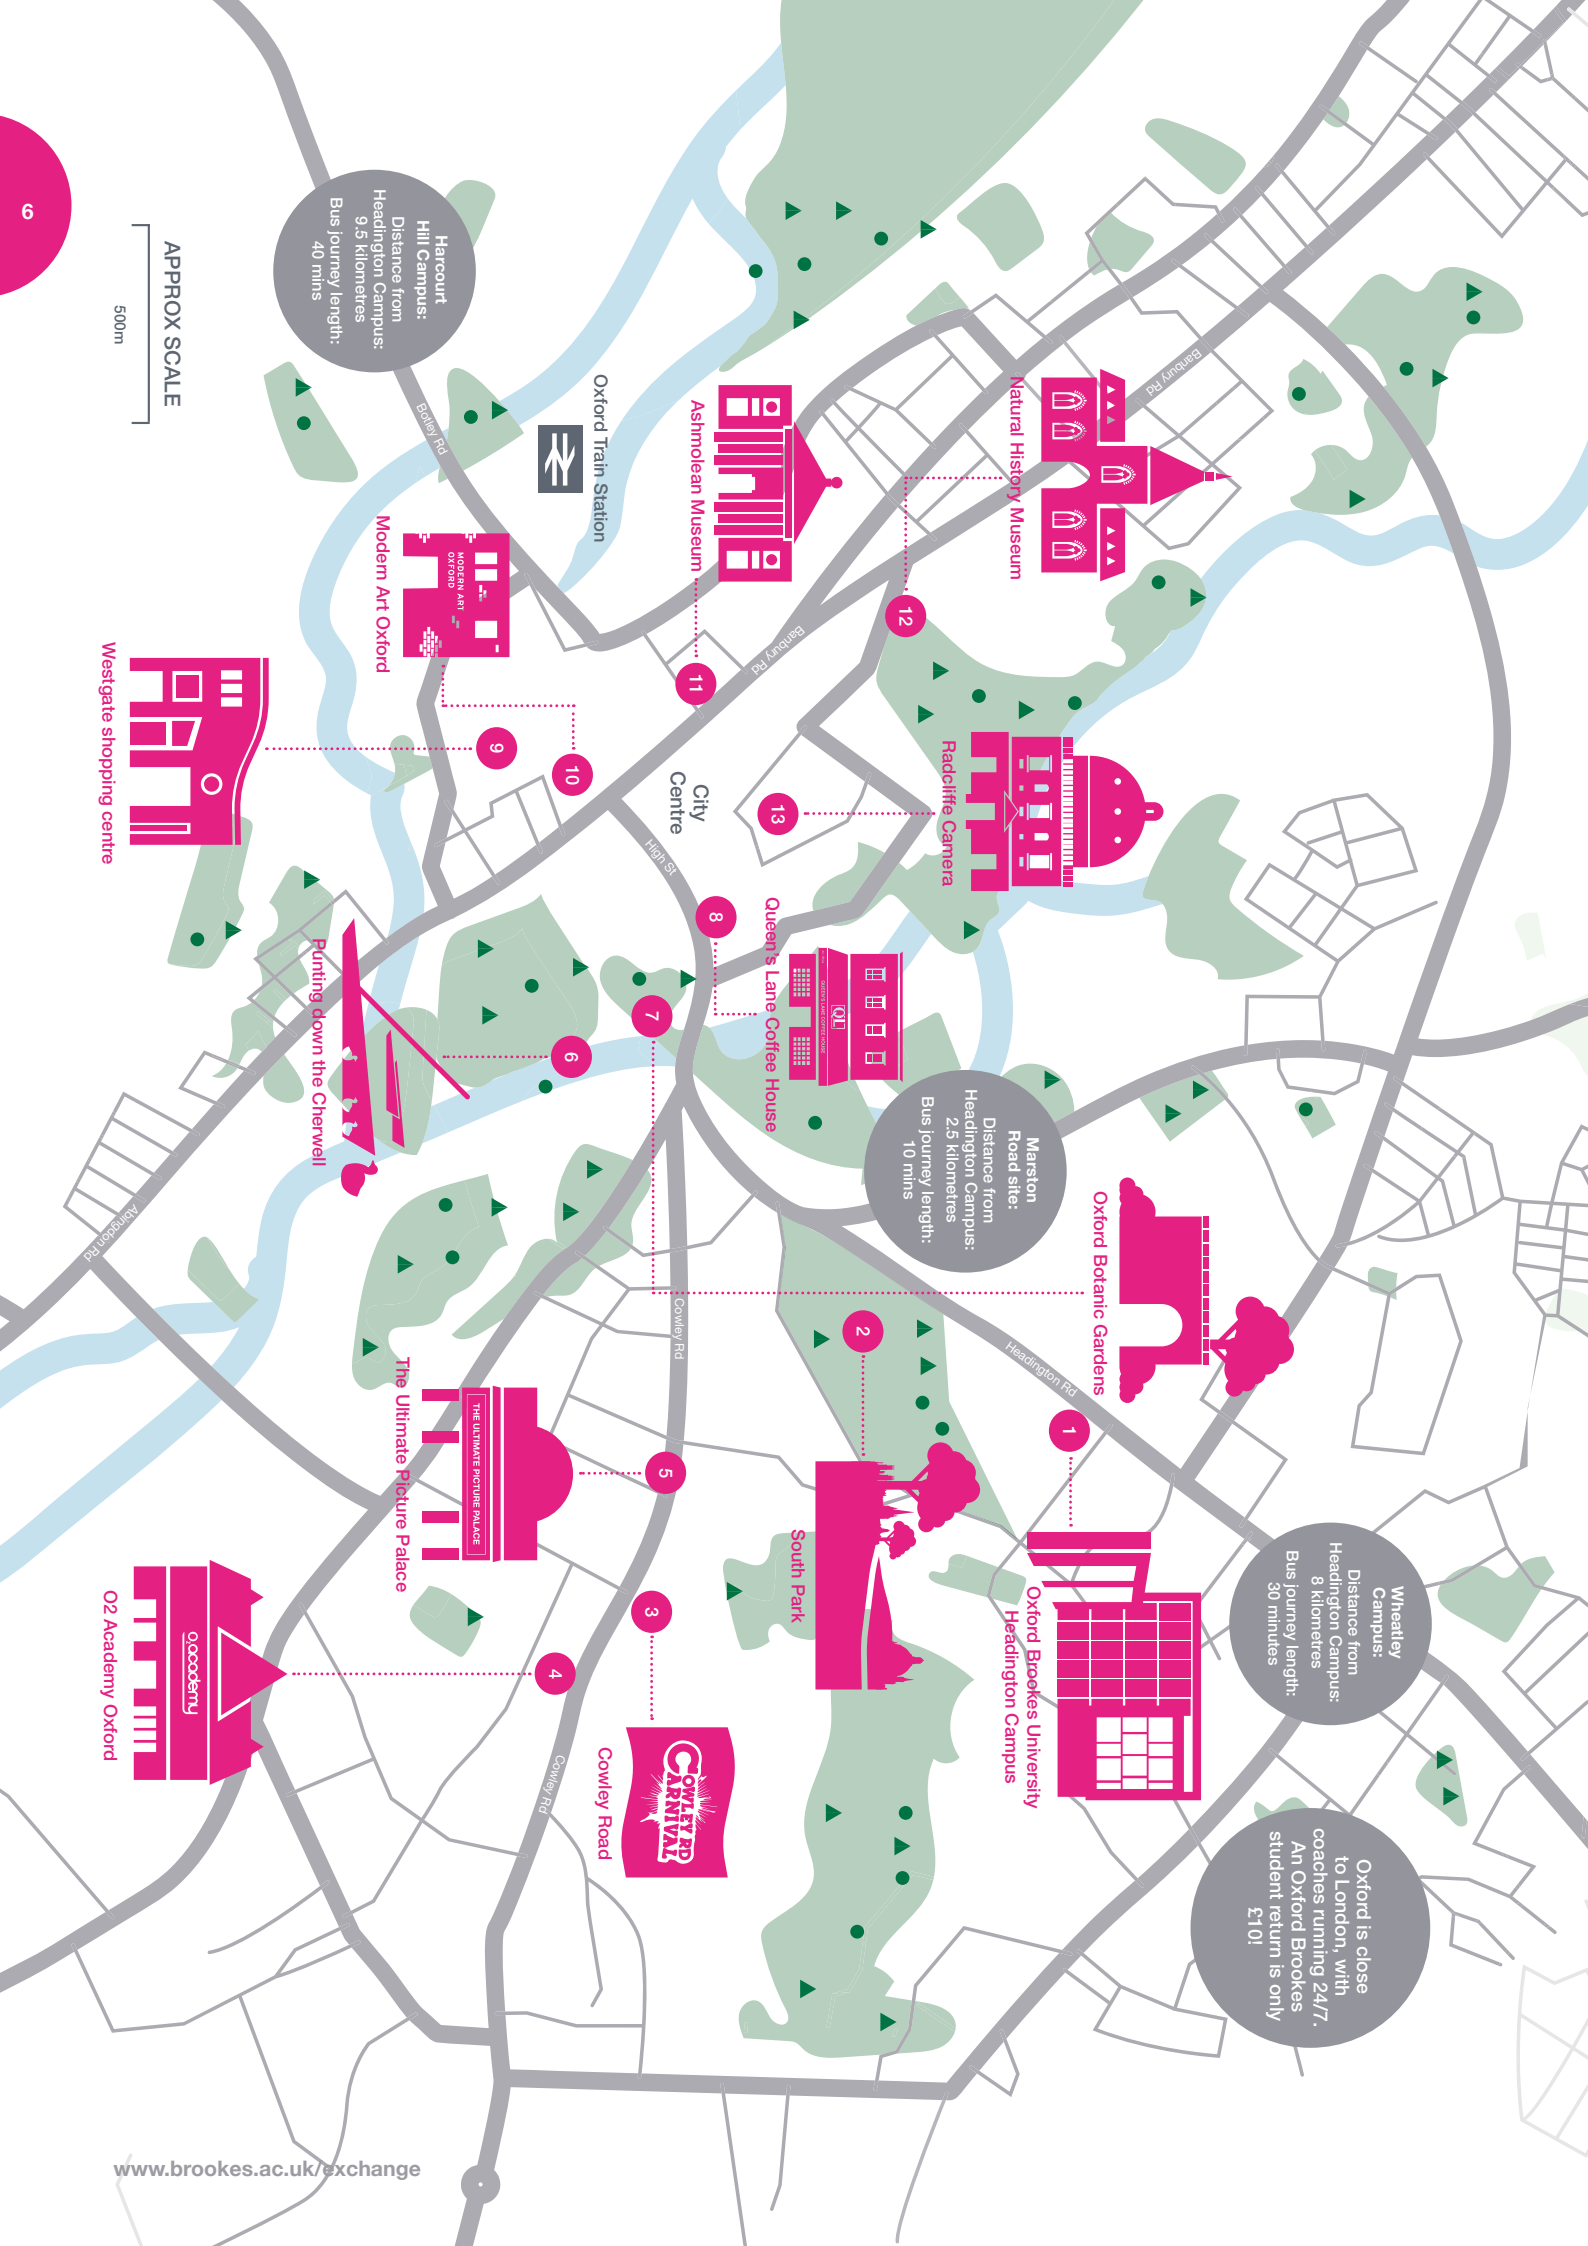 6
APPROX SCALE
500m
Harcourt
Hill Campus:
Distance from
Headington Campus:
9.5 kilometres
Bus journey length:
40 mins
Botley Rd
Oxford Train Station
Ashmolean Museum
11
Natural History Museum
12
Banbury Rd
Banbury Rd
Modern Art Oxford
MODERN ART
OXFORD
10
Westgate shopping centre
9
City
Centre
High St
Radcliffe Camera
13
Queen's Lane Coffee House
QL
QUEEN'S LANE COFFEE HOUSE
8
Punting down the Cherwell
6
7
Oxford Botanic Gardens
Marston
Road site:
Distance from
Headington Campus:
2.5 kilometres
Bus journey length:
10 mins
Abingdon Rd
Cowley Rd
Headington Rd
2
South Park
1
Oxford Brookes University
Headington Campus
The Ultimate Picture Palace
THE ULTIMATE PICTURE PALACE
5
O2 Academy Oxford
O2 academy
4
3
COWLEY RD
CARNIVAL
Cowley Road
Cowley Rd
Wheatley
Campus:
Distance from
Headington Campus:
8 kilometres
Bus journey length:
30 minutes
Oxford is close
to London, with
coaches running 24/7.
An Oxford Brookes
student return is only
£10!
www.brookes.ac.uk/exchange